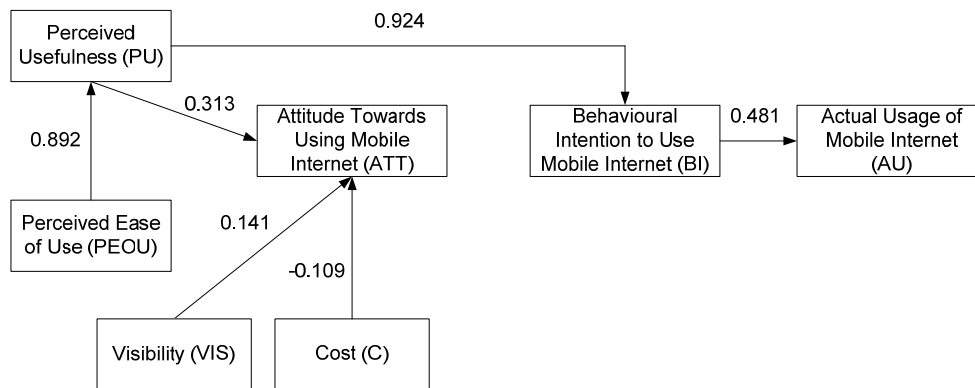 0.924
Perceived
Usefulness (PU)
0.313
Attitude Towards
Using Mobile
Internet (ATT)
Behavioural
Intention to Use
Mobile Internet (BI)
0.481
Actual Usage of
Mobile Internet
(AU)
0.892
Perceived Ease
of Use (PEOU)
0.141
-0.109
Visibility (VIS)
Cost (C)